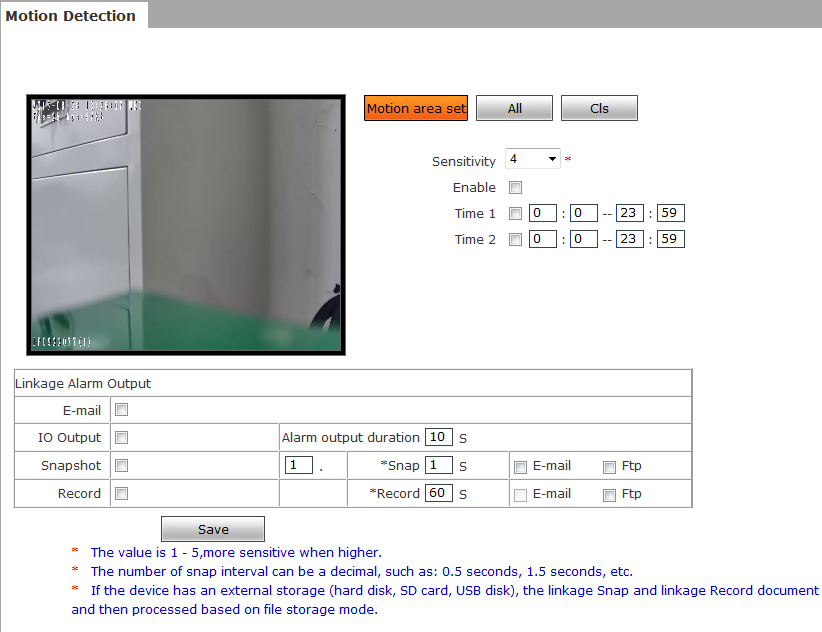 Motion Detection
Motion area set All Cls
Sensitivity 4 *
Enable
Time 1 0 : 0 -- 23 : 59
Time 2 0 : 0 -- 23 : 59
Linkage Alarm Output
E-mail
IO Output Alarm output duration 10 S
Snapshot 1 . *Snap 1 S E-mail Ftp
Record *Record 60 S E-mail Ftp
Save
* The value is 1 - 5,more sensitive when higher.
* The number of snap interval can be a decimal, such as: 0.5 seconds, 1.5 seconds, etc.
* If the device has an external storage (hard disk, SD card, USB disk), the linkage Snap and linkage Record document
and then processed based on file storage mode.